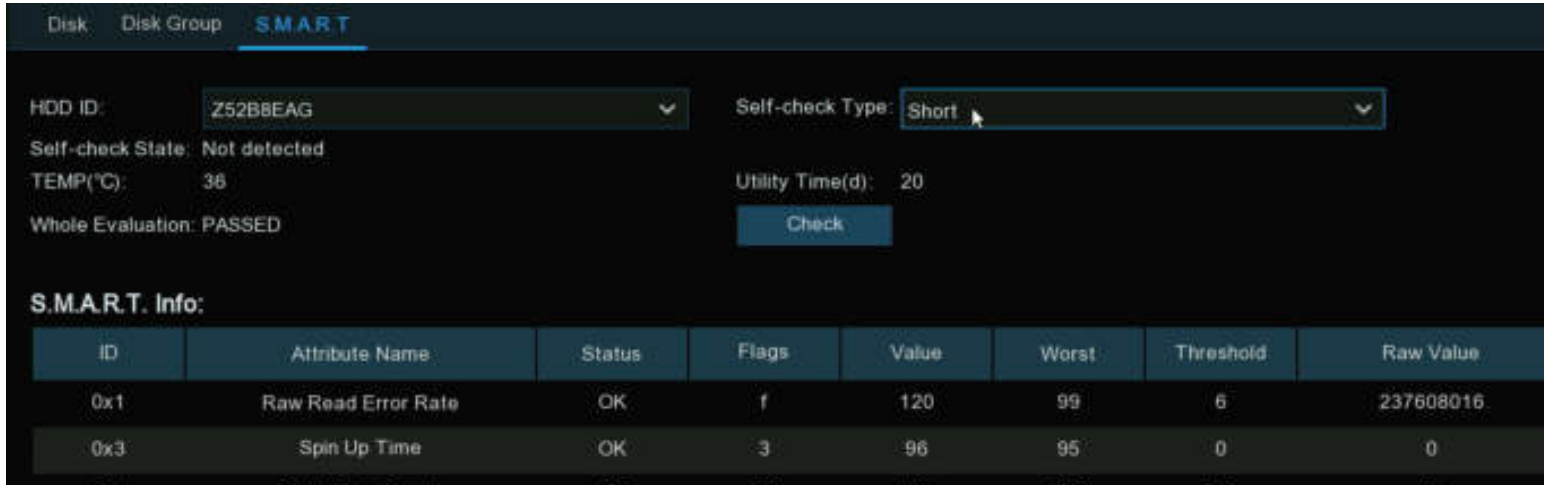 Disk Disk Group S.M.A.R.T
HDD ID: Z52B8EAG Self-check Type: Short
Self-check State: Not detected
TEMP(℃): 36 Utility Time(d): 20
Whole Evaluation: PASSED Check
S.M.A.R.T. Info:
ID Attribute Name Status Flags Value Worst Threshold Raw Value
0x1 Raw Read Error Rate OK f 120 99 6 237608016
0x3 Spin Up Time OK 3 96 95 0 0